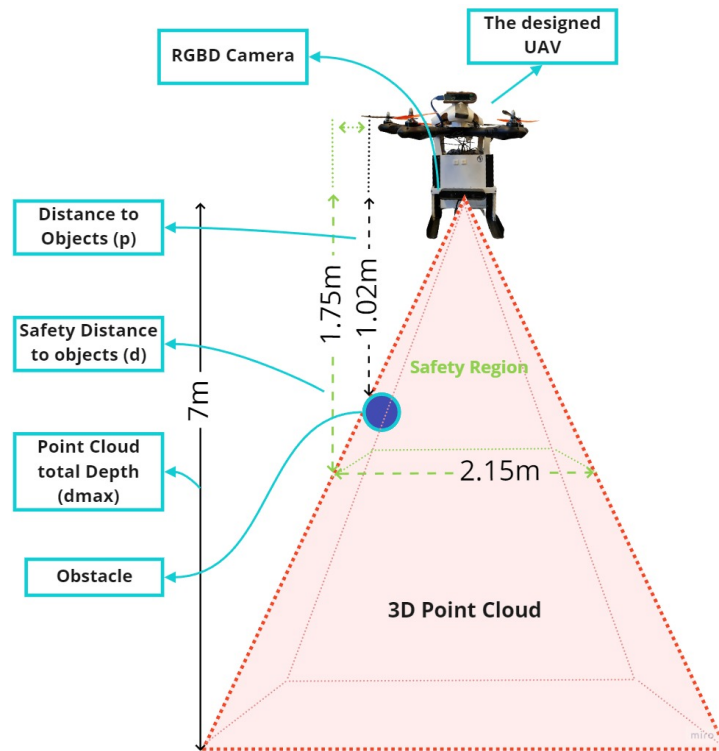 The designed
UAV
RGBD Camera
Distance to
Objects (p)
1.75m
1.02m
Safety Distance
to objects (d)
Safety Region
7m
Point Cloud
total Depth
(dmax)
2.15m
Obstacle
3D Point Cloud
miro